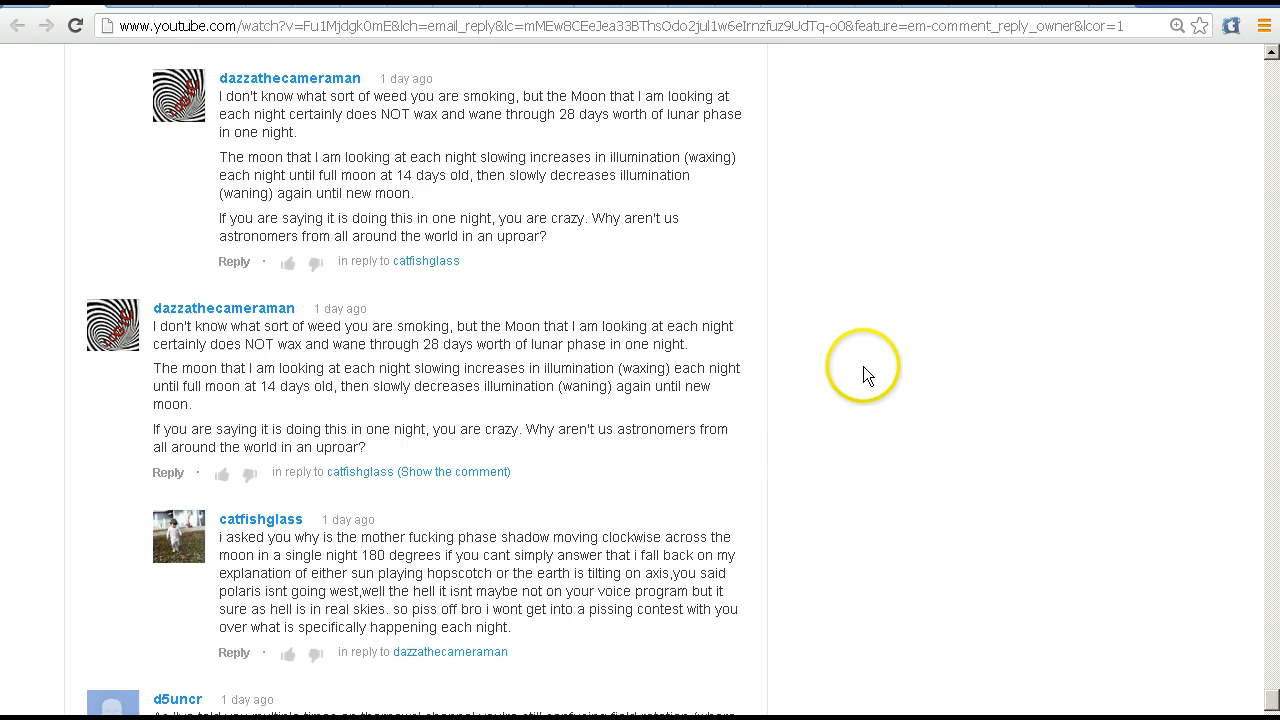 www.youtube.com/watch?v=Fu1Mjdgk0mE&lch=email_reply&lc=mMEw8CEeJea33BThsOdo2jul1w5eIrhzfuz9UdTq-o0&feature=em-comment_reply_owner&lcor=1
dazzathecameraman 1 day ago
I don't know what sort of weed you are smoking, but the Moon that I am looking at
each night certainly does NOT wax and wane through 28 days worth of lunar phase
in one night.
The moon that I am looking at each night slowing increases in illumination (waxing)
each night until full moon at 14 days old, then slowly decreases illumination
(waning) again until new moon.
If you are saying it is doing this in one night, you are crazy. Why aren't us
astronomers from all around the world in an uproar?
Reply · in reply to catfishglass
dazzathecameraman 1 day ago
I don't know what sort of weed you are smoking, but the Moon that I am looking at each night
certainly does NOT wax and wane through 28 days worth of lunar phase in one night.
The moon that I am looking at each night slowing increases in illumination (waxing) each night
until full moon at 14 days old, then slowly decreases illumination (waning) again until new
moon.
If you are saying it is doing this in one night, you are crazy. Why aren't us astronomers from
all around the world in an uproar?
Reply · in reply to catfishglass (Show the comment)
catfishglass 1 day ago
i asked you why is the mother fucking phase shadow moving clockwise across the
moon in a single night 180 degrees if you cant simply answer that i fall back on my
explanation of either sun playing hopscotch or the earth is tilting on axis,you said
polaris isnt going west,well the hell it isnt maybe not on your voice program but it
sure as hell is in real skies. so piss off bro i wont get into a pissing contest with you
over what is specifically happening each night.
Reply · in reply to dazzathecameraman
d5uncr 1 day ago